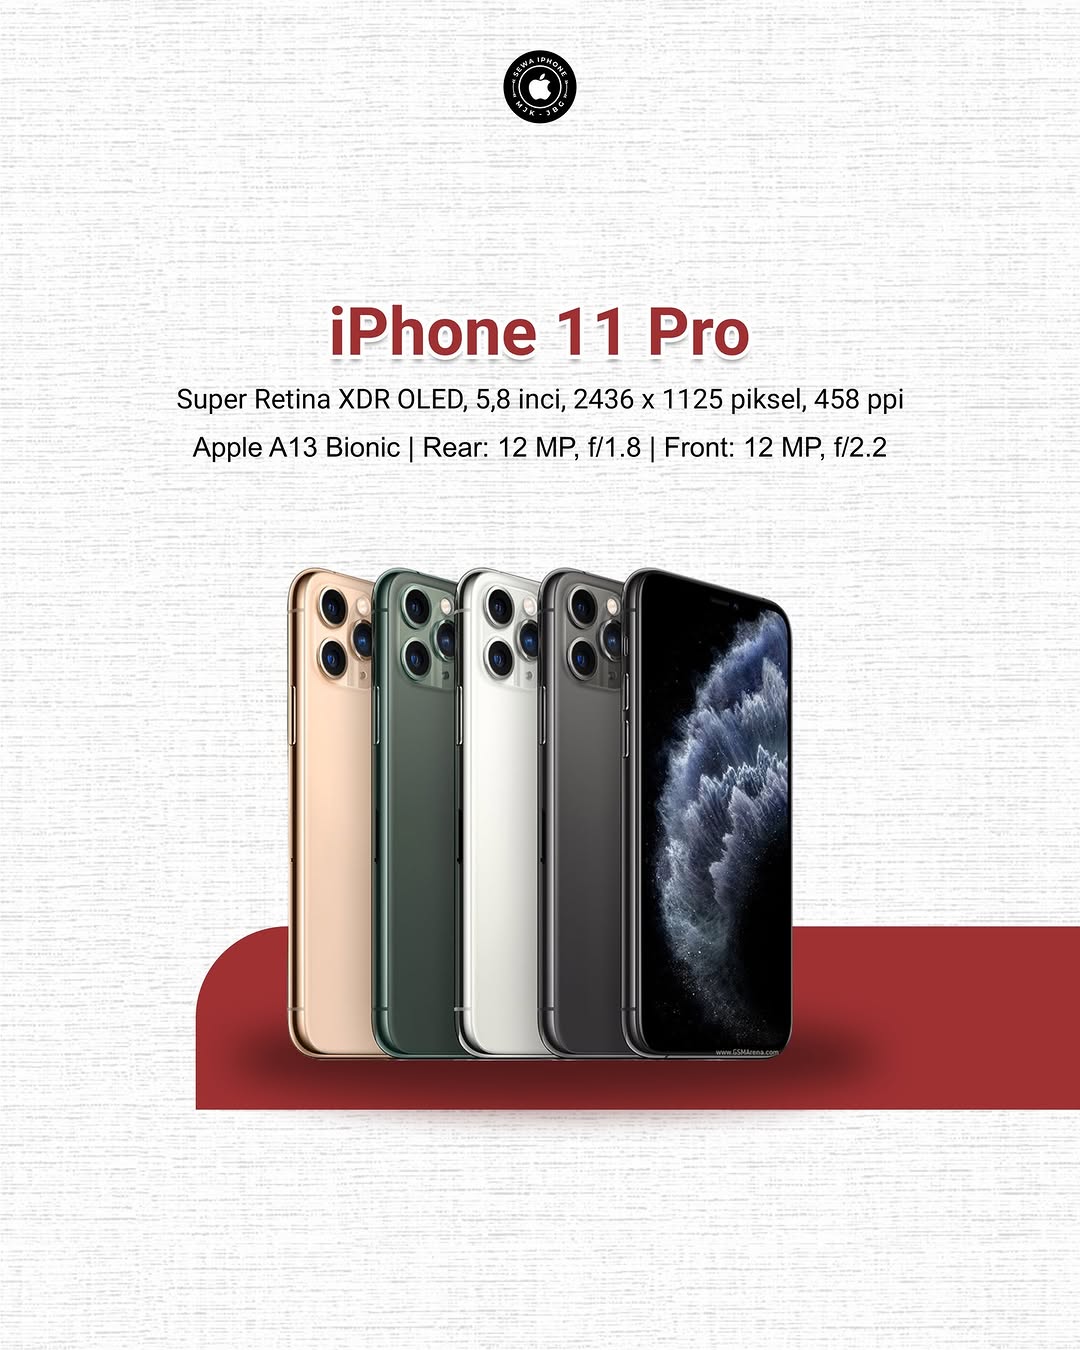 SEWA IPHONE
MJK - JBG
iPhone 11 Pro
Super Retina XDR OLED, 5,8 inci, 2436 x 1125 piksel, 458 ppi
Apple A13 Bionic | Rear: 12 MP, f/1.8 | Front: 12 MP, f/2.2
www.GSMArena.com